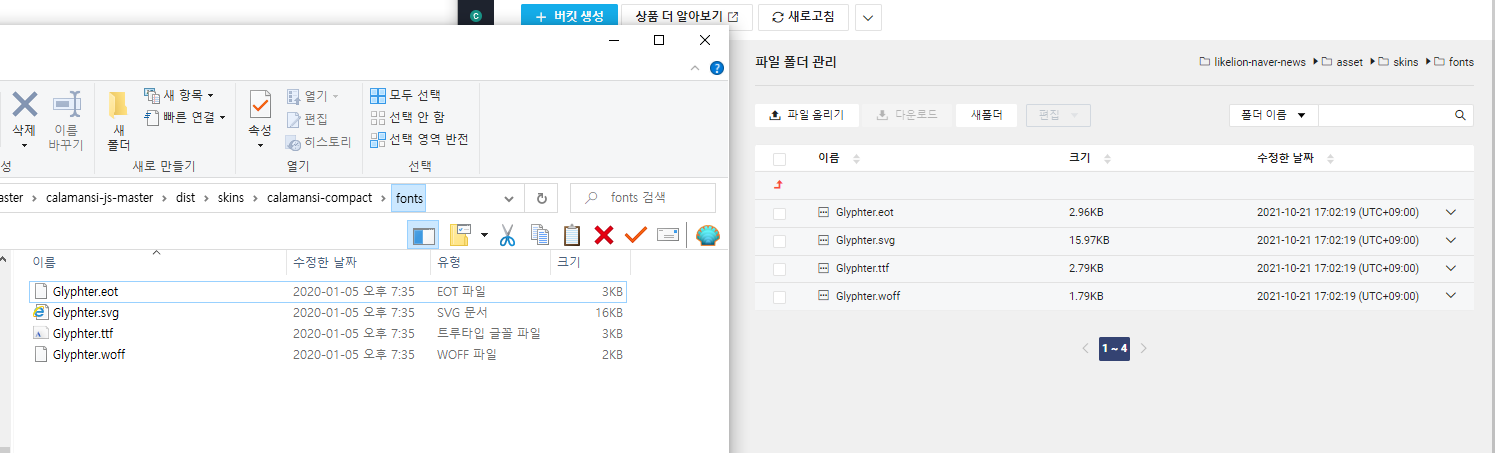 + 버킷 생성
상품 더 알아보기
새로고침
파일 폴더 관리
likelion-naver-news
asset
skins
fonts
파일 올리기
다운로드
새폴더
편집
폴더 이름
이름
크기
수정한 날짜
Glyphter.eot 2.96KB 2021-10-21 17:02:19 (UTC+09:00)
Glyphter.svg 15.97KB 2021-10-21 17:02:19 (UTC+09:00)
Glyphter.ttf 2.79KB 2021-10-21 17:02:19 (UTC+09:00)
Glyphter.woff 1.79KB 2021-10-21 17:02:19 (UTC+09:00)
1 ~ 4
삭제
이름
바꾸기
새
폴더
새 항목
빠른 연결
속성
열기
편집
히스토리
모두 선택
선택 안 함
선택 영역 반전
성
새로 만들기
열기
선택
aster > calamansi-js-master > dist > skins > calamansi-compact > fonts
fonts 검색
이름 수정한 날짜 유형 크기
Glyphter.eot 2020-01-05 오후 7:35 EOT 파일 3KB
Glyphter.svg 2020-01-05 오후 7:35 SVG 문서 16KB
Glyphter.ttf 2020-01-05 오후 7:35 트루타입 글꼴 파일 3KB
Glyphter.woff 2020-01-05 오후 7:35 WOFF 파일 2KB